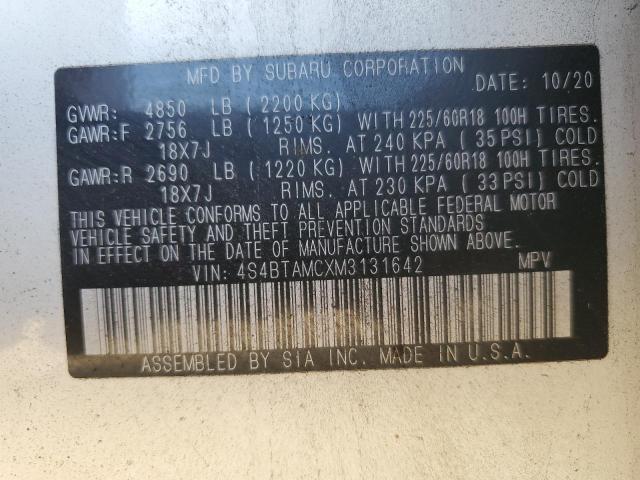 MFD BY SUBARU CORPORATION
DATE: 10/20
GVWR: 4850 LB (2200 KG)
GAWR:F 2756 LB (1250 KG) WITH 225/60R18 100H TIRES.
18X7J RIMS. AT 240 KPA (35 PSI) COLD
GAWR:R 2690 LB (1220 KG) WITH 225/60R18 100H TIRES.
18X7J RIMS. AT 230 KPA (33 PSI) COLD
THIS VEHICLE CONFORMS TO ALL APPLICABLE FEDERAL MOTOR
VEHICLE SAFETY AND THEFT PREVENTION STANDARDS
IN EFFECT ON THE DATE OF MANUFACTURE SHOWN ABOVE.
VIN: 4S4BTAMCXM3131642 MPV
ASSEMBLED BY SIA INC. MADE IN U.S.A.